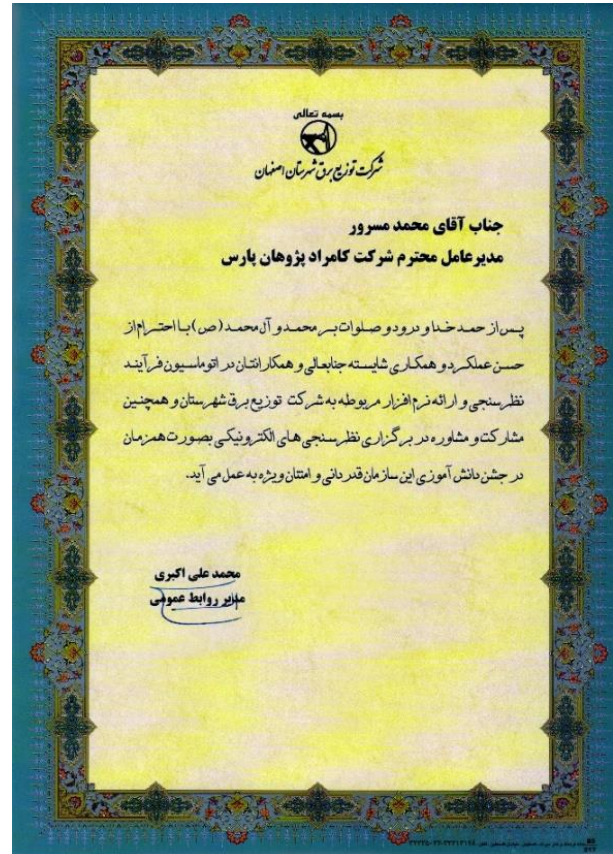 بسمه تعالی
شرکت توزیع برق شهرستان اصفهان
جناب آقای محمد مسرور
مدیرعامل محترم شرکت کامراد پژوهان پارس
پس از حمد خدا و درود و صلوات بر محمد و آل محمد (ص) با احترام از
حسن عملکرد و همکاری شایسته جنابعالی و همکارانتان در اتوماسیون فرآیند
نظرسنجی و ارائه نرم افزار مربوطه به شرکت توزیع برق شهرستان و همچنین
مشارکت و مشاوره در برگزاری نظرسنجی های الکترونیکی بصورت همزمان
در جشن دانش آموزی این سازمان قدردانی و امتنان ویژه به عمل می آید.
محمد علی اکبری
مدیر روابط عمومی